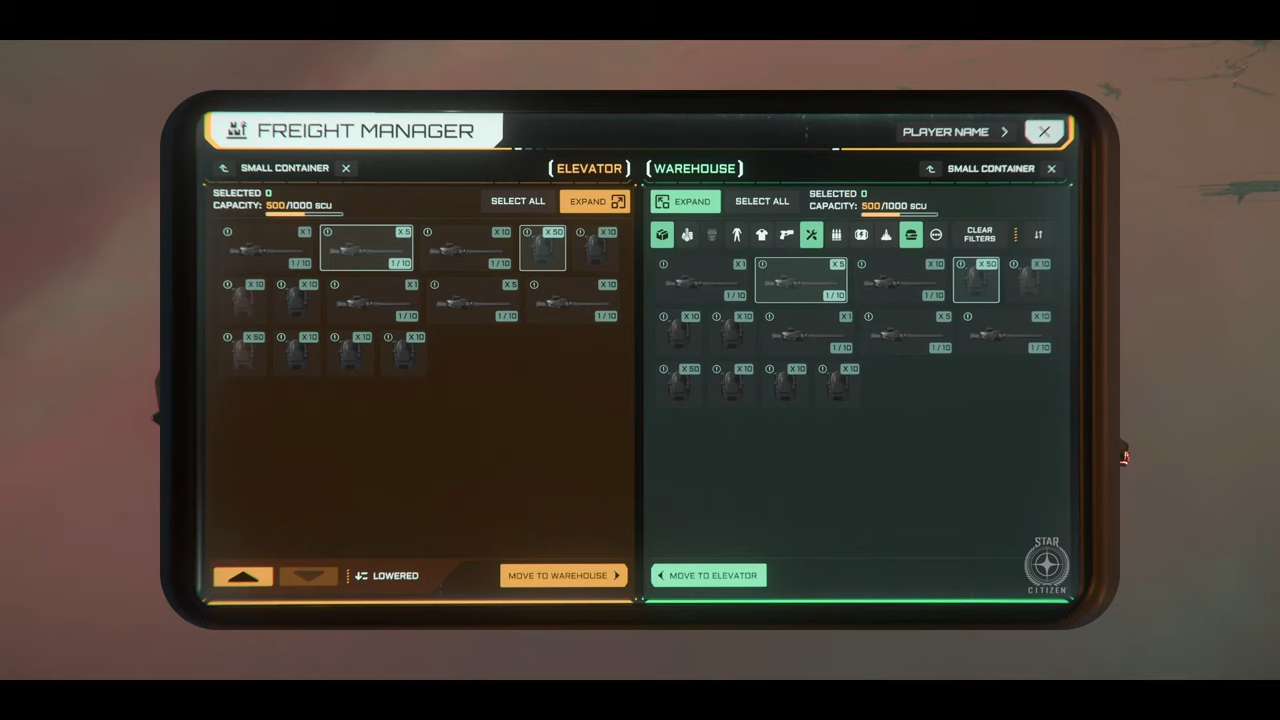 FREIGHT MANAGER
PLAYER NAME
SMALL CONTAINER
ELEVATOR
WAREHOUSE
SMALL CONTAINER
SELECTED 0
CAPACITY: 500/1000 SCU
SELECT ALL
EXPAND
EXPAND
SELECT ALL
SELECTED 0
CAPACITY: 500/1000 SCU
CLEAR
FILTERS
X1
X5
X10
X50
X10
1/10
1/10
1/10
X10
X10
X1
X5
X10
1/10
1/10
1/10
X50
X10
X10
X10
X1
X5
X10
X50
X10
1/10
1/10
1/10
X10
X10
X1
X5
X10
1/10
1/10
1/10
X50
X10
X10
X10
LOWERED
MOVE TO WAREHOUSE
MOVE TO ELEVATOR
STAR
CITIZEN